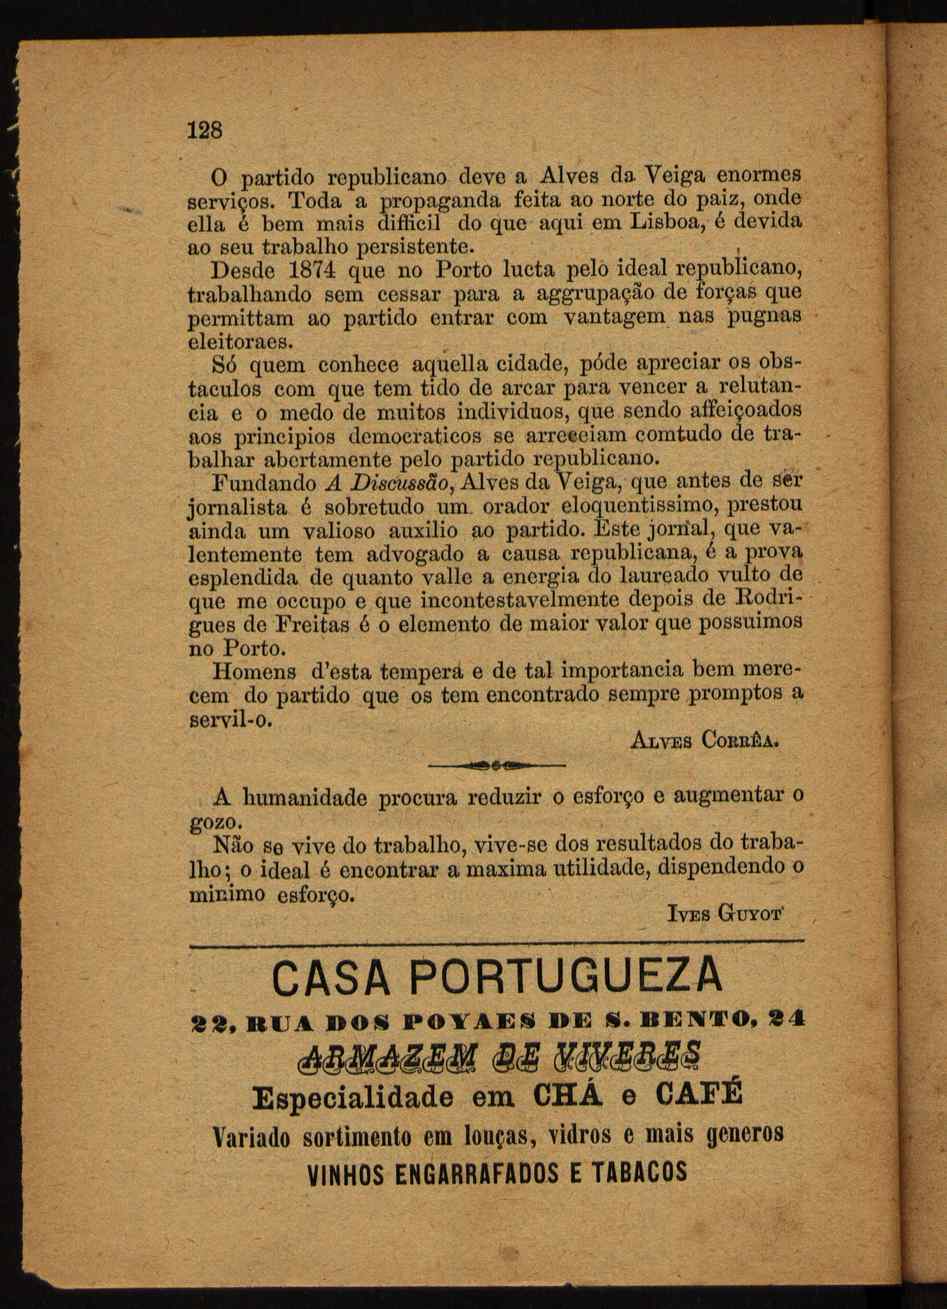 128
O partido republicano deve a Alves da Veiga enormes
serviços. Toda a propaganda feita ao norte do paiz, onde
ella é bem mais difficil do que aqui em Lisboa, é devida
ao seu trabalho persistente.
Desde 1874 que no Porto lucta pelo ideal republicano,
trabalhando sem cessar para a aggrupação de forças que
permittam ao partido entrar com vantagem nas pugnas
eleitoraes.
Só quem conhece aquella cidade, póde apreciar os obs-
taculos com que tem tido de arcar para vencer a relutan-
cia e o medo de muitos individuos, que sendo affeiçoados
aos principios democraticos se arreceiam comtudo de tra-
balhar abertamente pelo partido republicano.
Fundando A Discussão, Alves da Veiga, que antes de ser
jornalista é sobretudo um orador eloquentissimo, prestou
ainda um valioso auxilio ao partido. Este jornal, que va-
lentemente tem advogado a causa republicana, é a prova
esplendida de quanto valle a energia do laureado vulto de
que me occupo e que incontestavelmente depois de Rodri-
gues de Freitas é o elemento de maior valor que possuimos
no Porto.
Homens d'esta tempera e de tal importancia bem mere-
cem do partido que os tem encontrado sempre promptos a
servil-o.
ALVES CORRÊA.
A humanidade procura reduzir o esforço e augmentar o
gozo.
Não se vive do trabalho, vive-se dos resultados do traba-
lho; o ideal é encontrar a maxima utilidade, dispendendo o
minimo esforço.
IVES GUYOT
CASA PORTUGUEZA
22, RUA DOS POYAES DE S. BENTO, 24
ARMAZEM DE VIVERES
Especialidade em CHÁ e CAFÉ
Variado sortimento em louças, vidros e mais generos
VINHOS ENGARRAFADOS E TABACOS